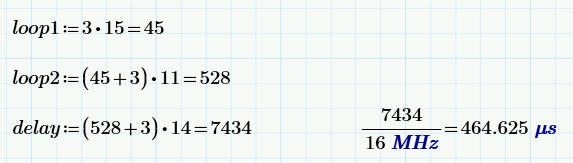 loop1:=3•15=45
loop2:=(45+3)•11=528
delay:=(528+3)•14=7434
7434
16 MHz
=464.625 μs